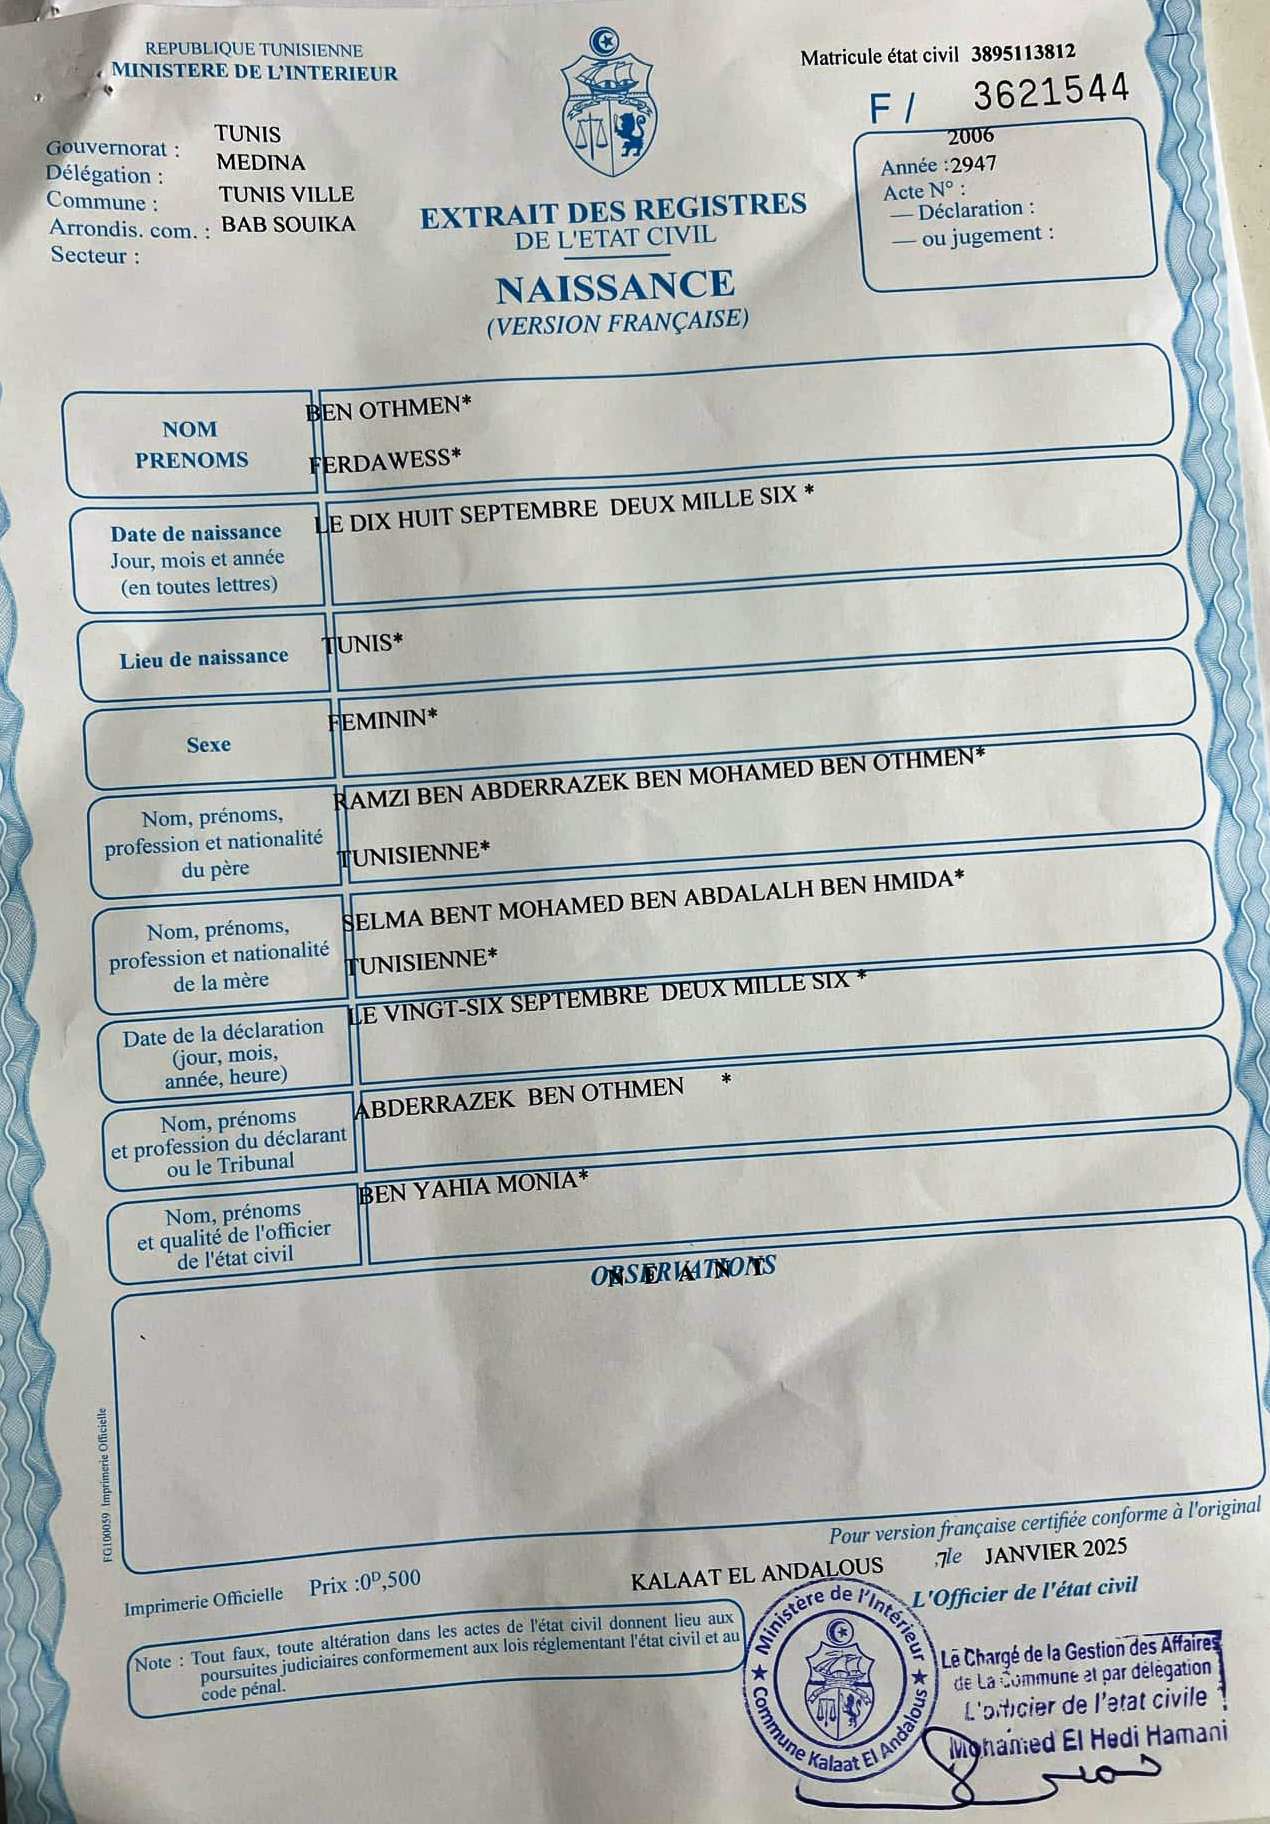 REPUBLIQUE TUNISIENNE
MINISTERE DE L'INTERIEUR
Matricule état civil 3895113812
F / 3621544
Gouvernorat : TUNIS
Délégation : MEDINA
Commune : TUNIS VILLE
Arrondis. com. : BAB SOUIKA
Secteur :
2006
Année :2947
Acte N° :
— Déclaration :
— ou jugement :
EXTRAIT DES REGISTRES
DE L'ETAT CIVIL
NAISSANCE
(VERSION FRANÇAISE)
NOM
PRENOMS
BEN OTHMEN*
FERDAWESS*
Date de naissance
Jour, mois et année
(en toutes lettres)
LE DIX HUIT SEPTEMBRE DEUX MILLE SIX *
Lieu de naissance
TUNIS*
Sexe
FEMININ*
Nom, prénoms,
profession et nationalité
du père
RAMZI BEN ABDERRAZEK BEN MOHAMED BEN OTHMEN*
TUNISIENNE*
Nom, prénoms,
profession et nationalité
de la mère
SELMA BENT MOHAMED BEN ABDALALH BEN HMIDA*
TUNISIENNE*
Date de la déclaration
(jour, mois,
année, heure)
LE VINGT-SIX SEPTEMBRE DEUX MILLE SIX *
Nom, prénoms
et profession du déclarant
ou le Tribunal
ABDERRAZEK BEN OTHMEN *
Nom, prénoms
et qualité de l'officier
de l'état civil
BEN YAHIA MONIA*
OBSERVATIONS
N E A N T
FG100059 Imprimerie Officielle
Pour version française certifiée conforme à l'original
KALAAT EL ANDALOUS ,7le JANVIER 2025
Imprimerie Officielle Prix :0ᴰ,500
L'Officier de l'état civil
Note : Tout faux, toute altération dans les actes de l'état civil donnent lieu aux
poursuites judiciaires conformement aux lois réglementant l'état civil et au
code pénal.
★ Ministère de l'Intérieur ★ Commune Kalaat El Andalous
Le Chargé de la Gestion des Affaires
de La Commune et par délégation
L'officier de l'etat civile
Mohamed El Hedi Hamani